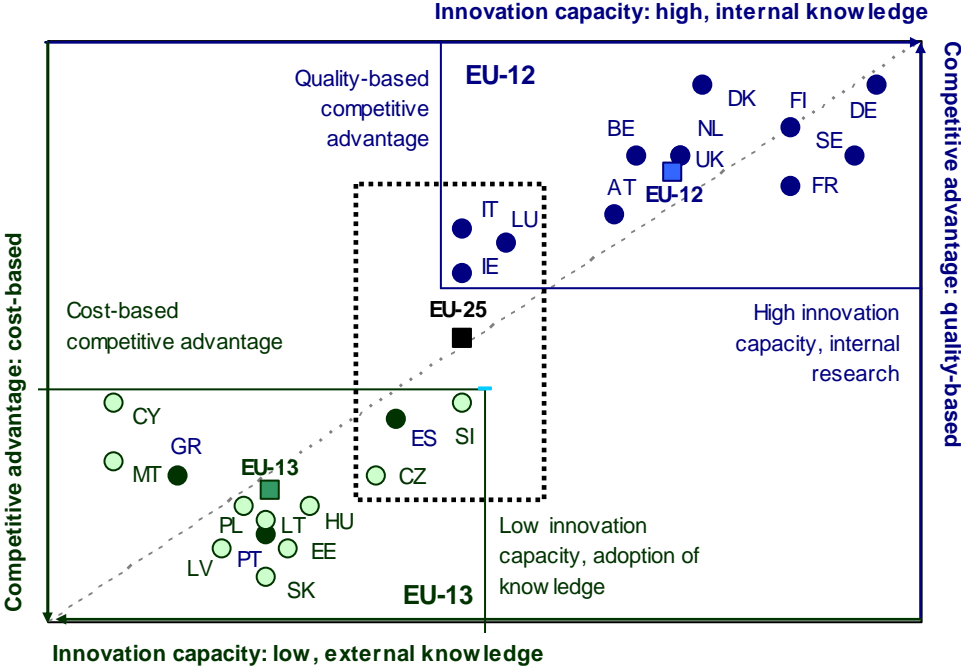 Innovation capacity: high, internal knowledge
Quality-based
competitive
advantage
EU-12
DK
FI
DE
BE
NL
SE
UK
AT
EU-12
FR
IT
LU
IE
EU-25
Cost-based
competitive advantage
High innovation
capacity, internal
research
CY
GR
ES
SI
MT
EU-13
CZ
PL
LT
HU
LV
PT
EE
SK
EU-13
Low innovation
capacity, adoption of
knowledge
Competitive advantage: cost-based
Competitive advantage: quality-based
Innovation capacity: low, external knowledge